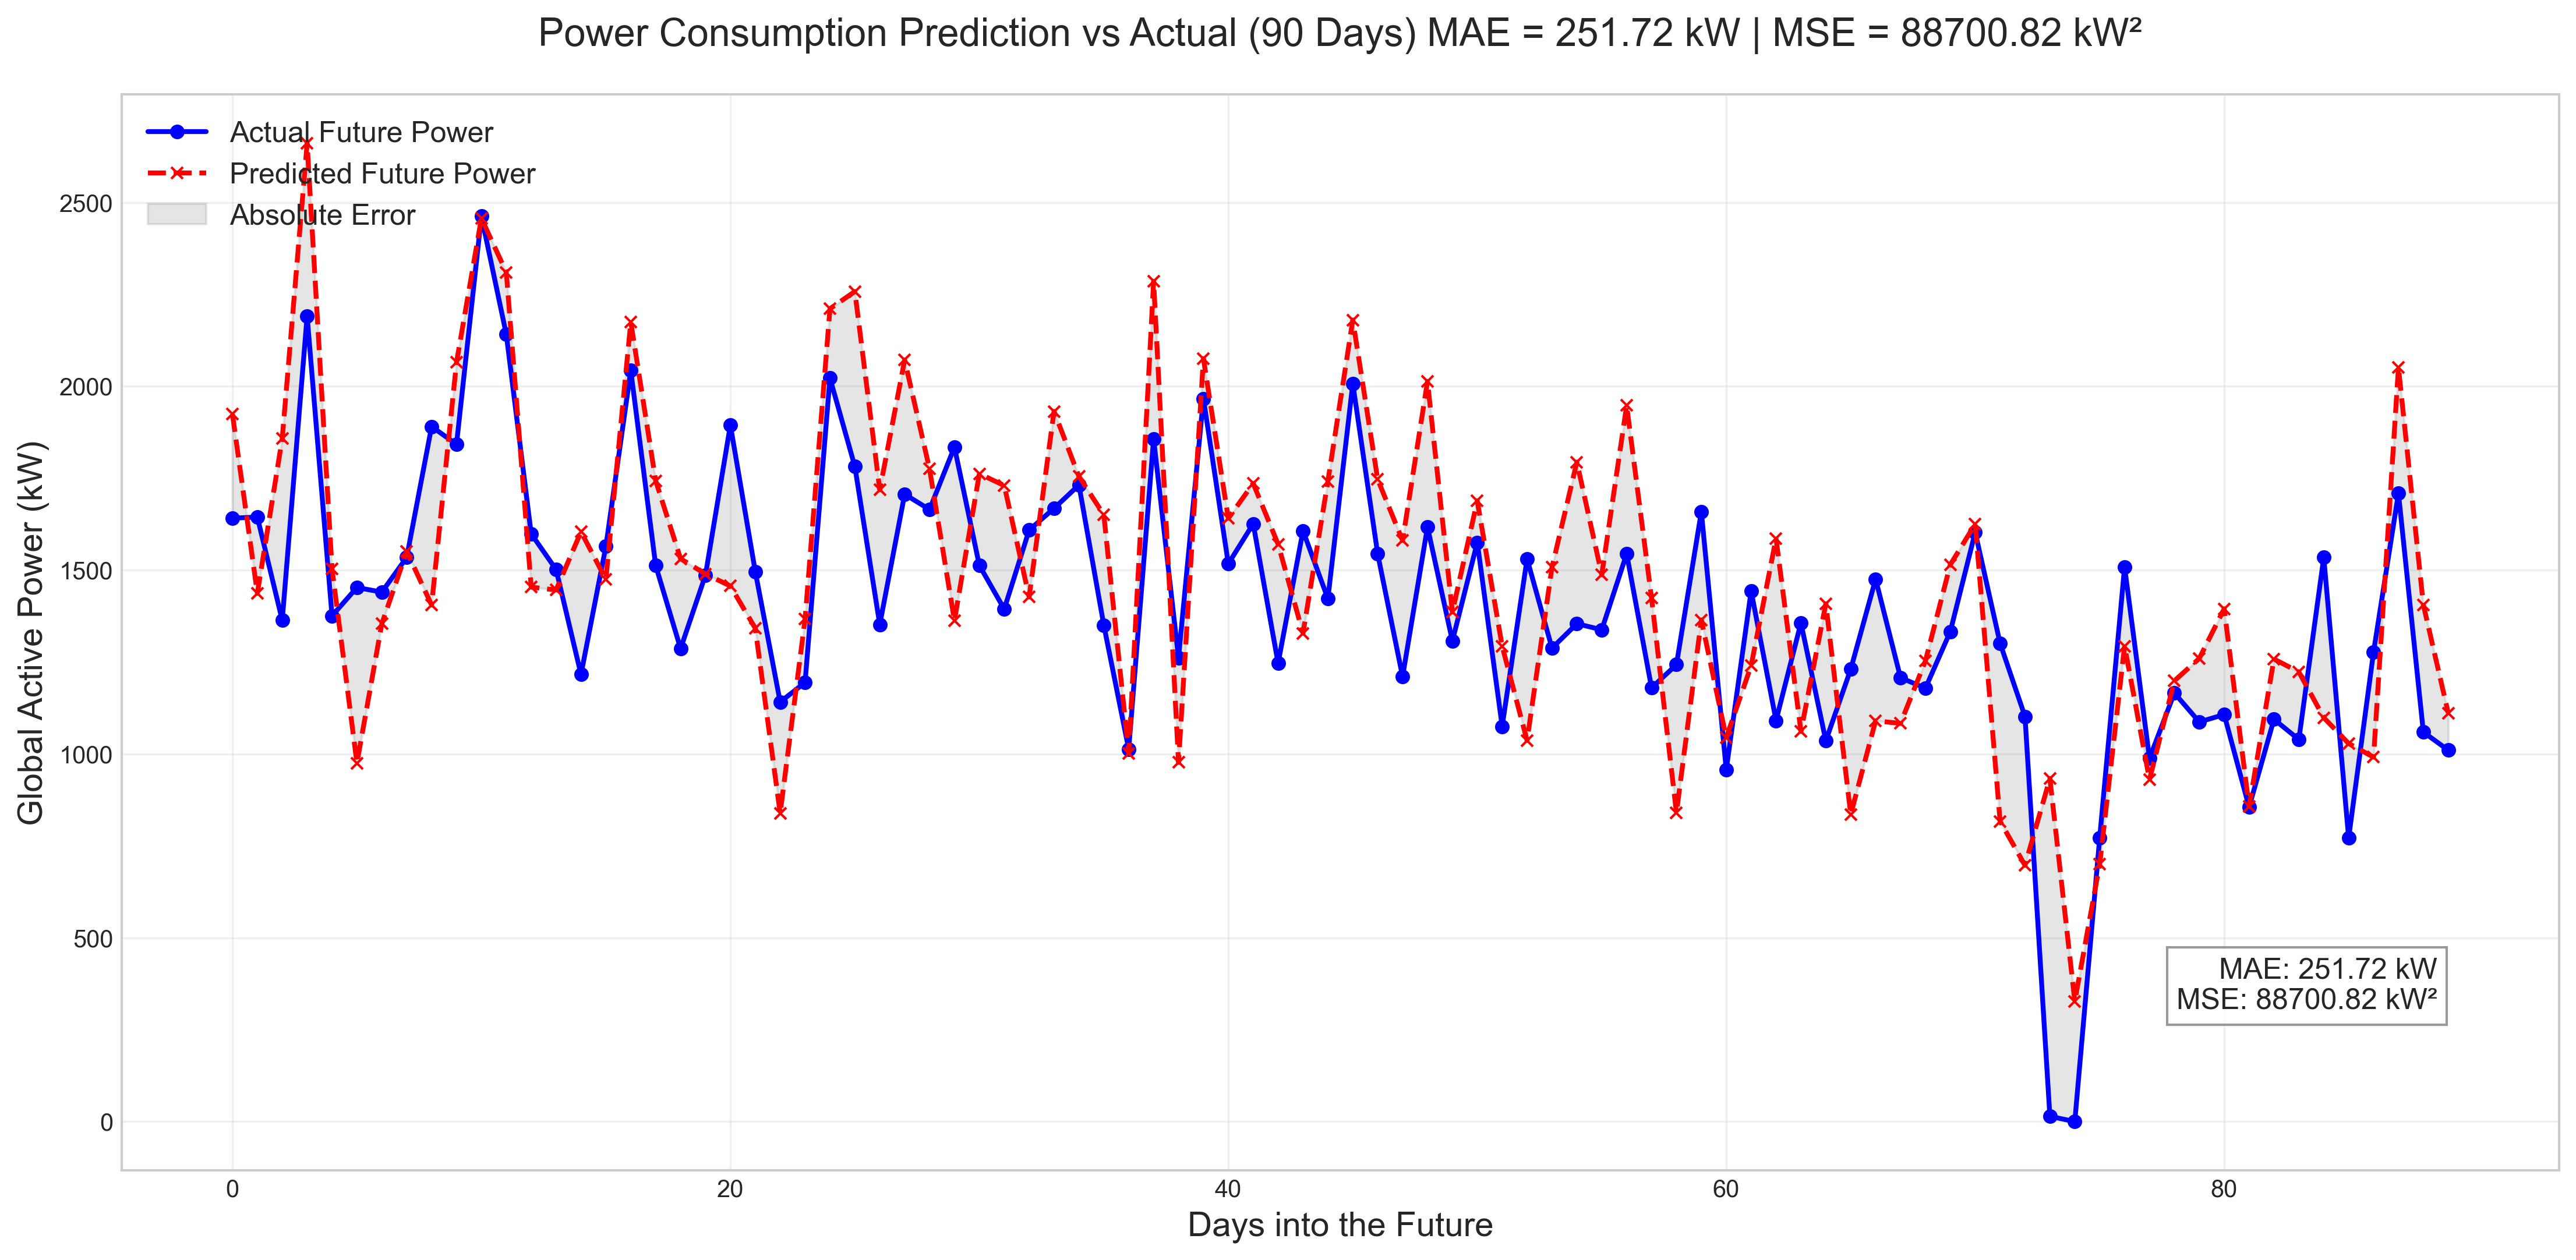 Power Consumption Prediction vs Actual (90 Days) MAE = 251.72 kW | MSE = 88700.82 kW²
Actual Future Power
Predicted Future Power
Absolute Error
Global Active Power (kW)
2500
2000
1500
1000
500
0
MAE: 251.72 kW
MSE: 88700.82 kW²
0 20 40 60 80
Days into the Future